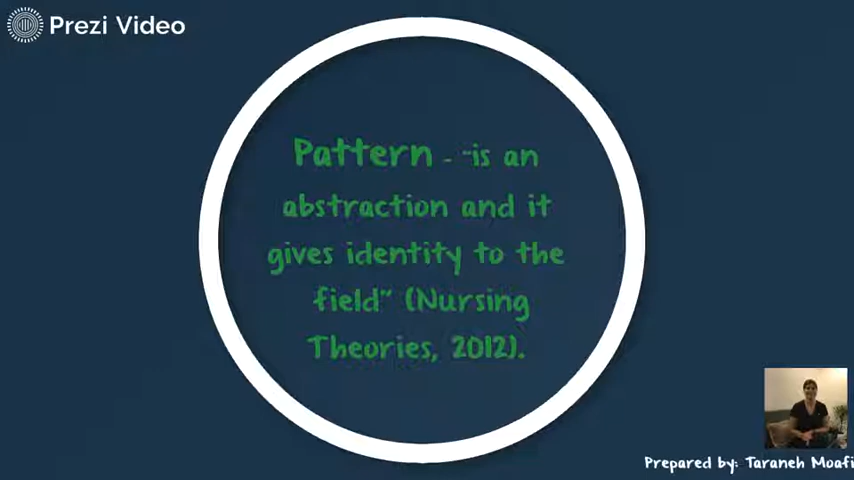 Prezi Video
Pattern - "is an
abstraction and it
gives identity to the
field" (Nursing
Theories, 2012).
Prepared by: Taraneh Moafi